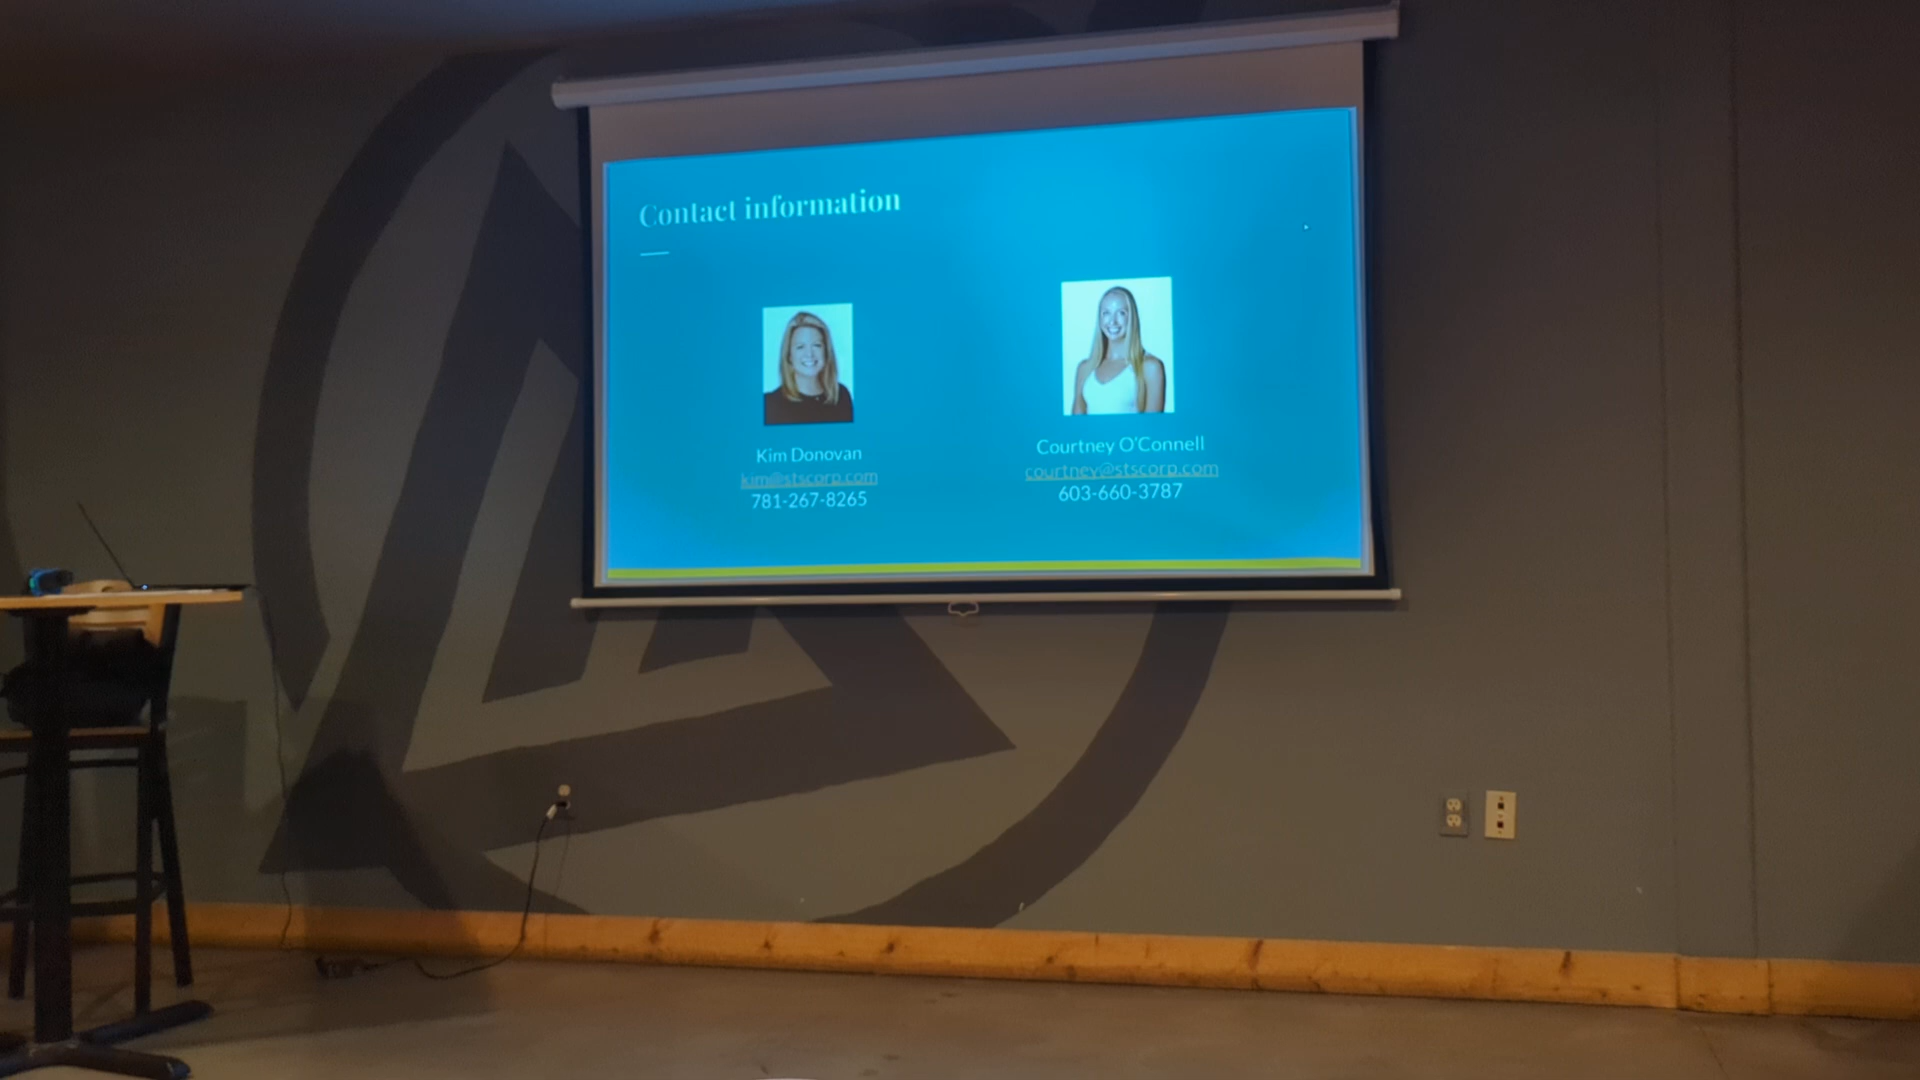 Contact information
Kim Donovan
kim@stscorp.com
781-267-8265
Courtney O'Connell
courtney@stscorp.com
603-660-3787